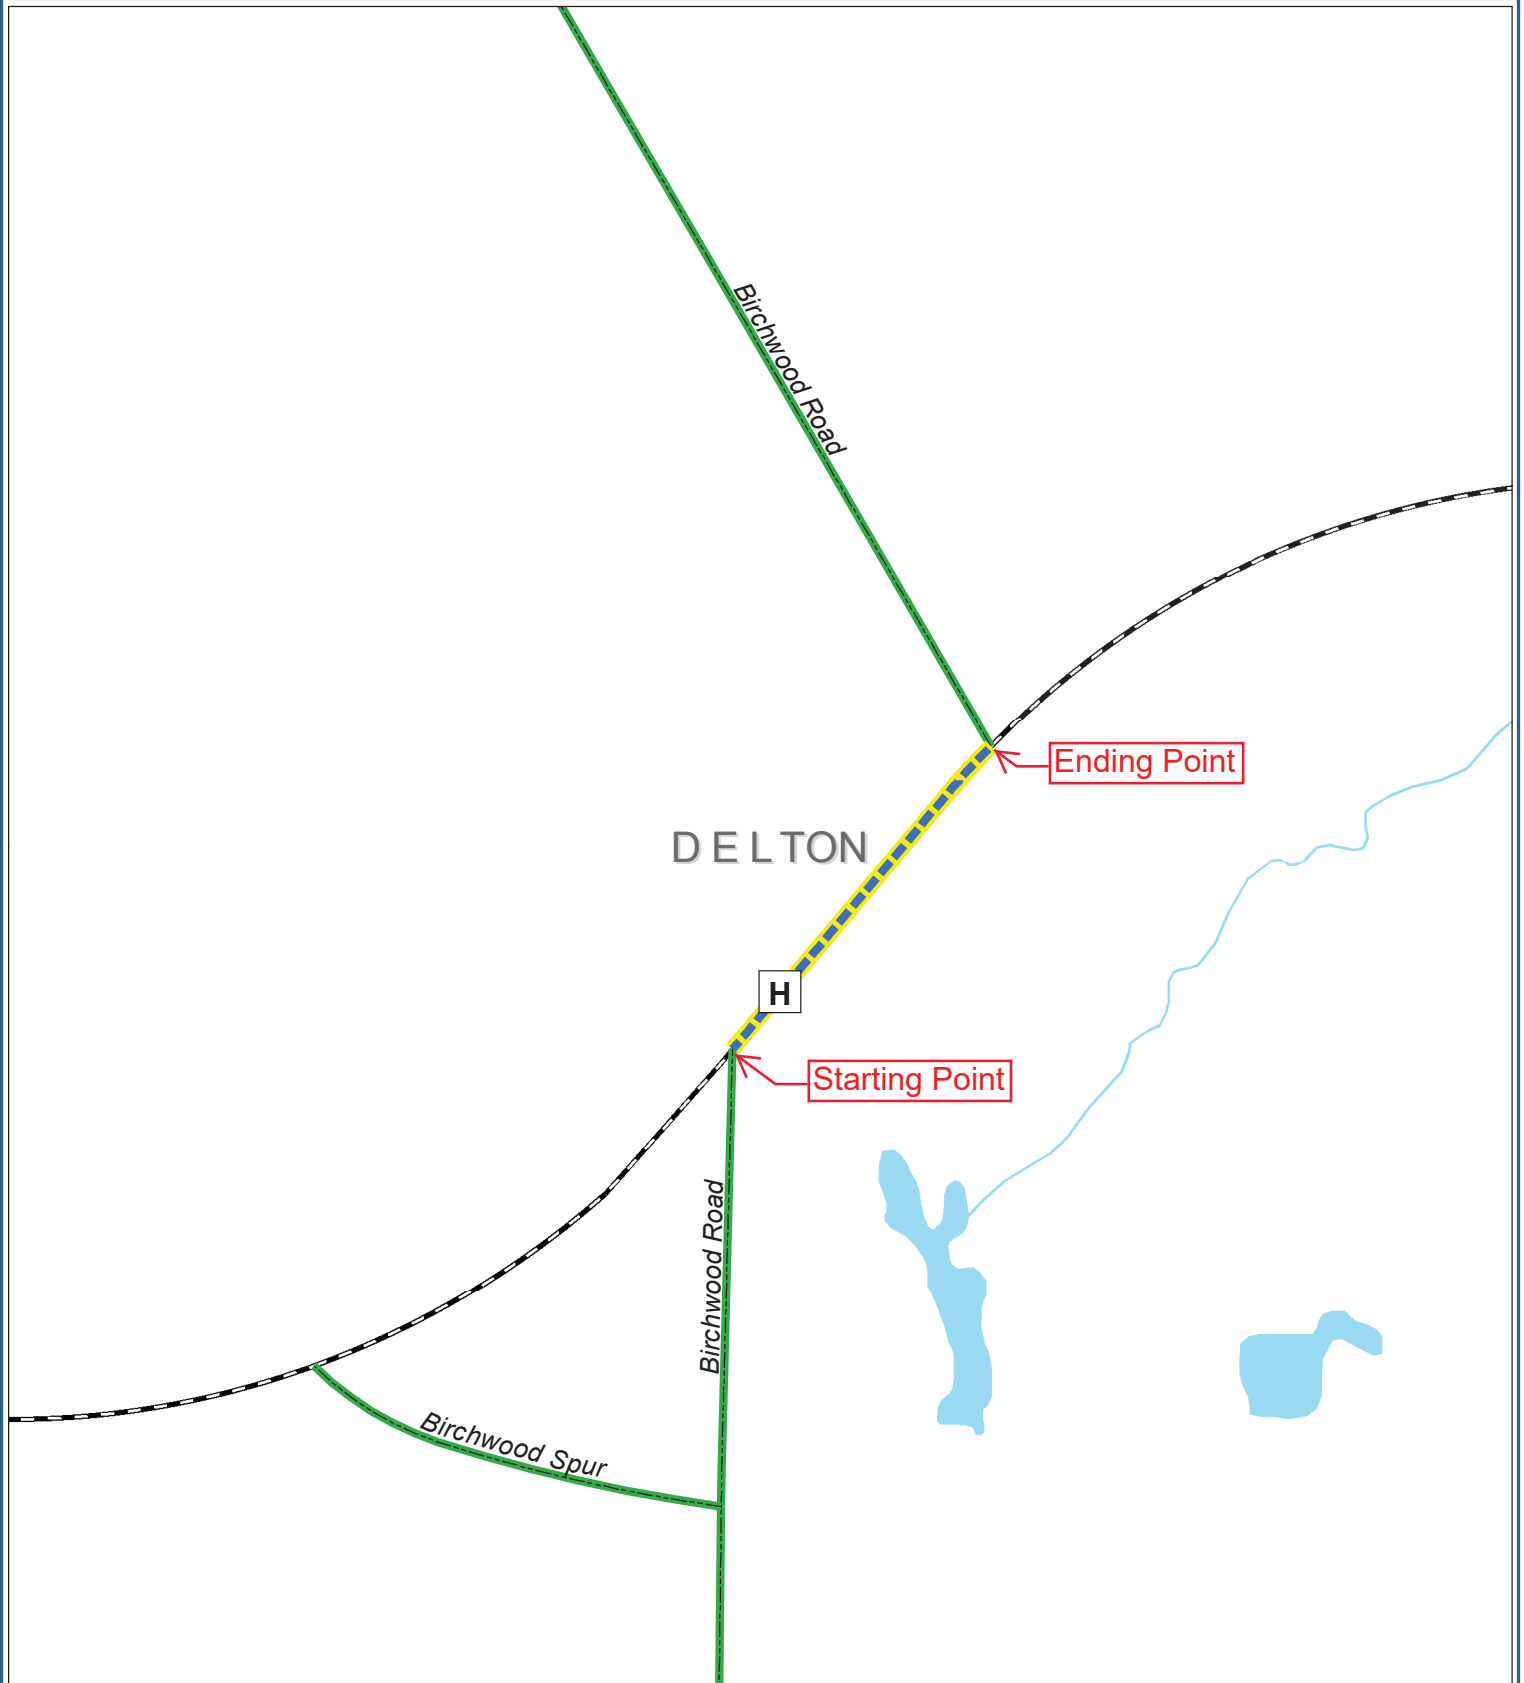 Birchwood Road
Ending Point
DELTON
H
Starting Point
Birchwood Road
Birchwood Spur